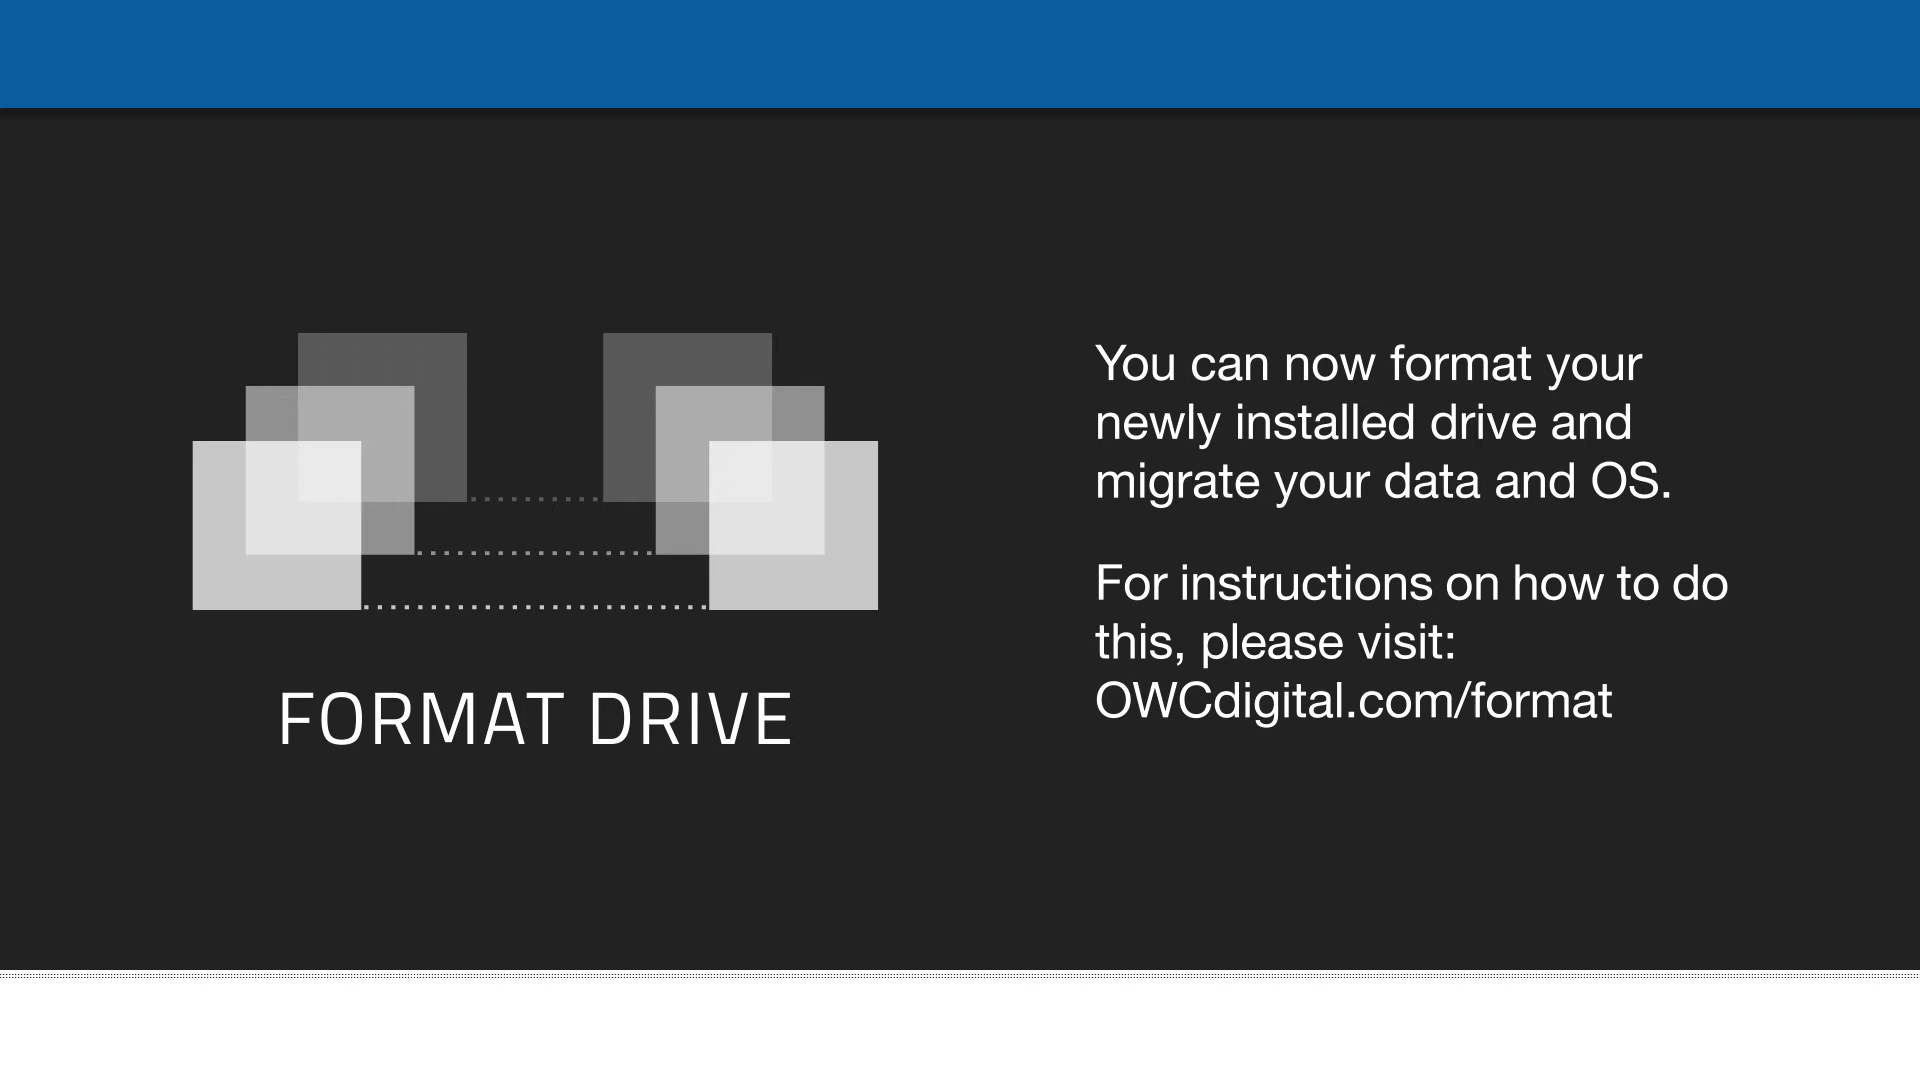 FORMAT DRIVE
You can now format your
newly installed drive and
migrate your data and OS.
For instructions on how to do
this, please visit:
OWCdigital.com/format